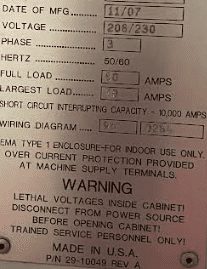 DATE OF MFG 11/07
VOLTAGE 208/230
PHASE 3
HERTZ 50/60
FULL LOAD AMPS
LARGEST LOAD AMPS
SHORT CIRCUIT INTERRUPTING CAPACITY - 10,000 AMPS
WIRING DIAGRAM
EMA TYPE 1 ENCLOSURE-FOR INDOOR USE ONLY.
OVER CURRENT PROTECTION PROVIDED
AT MACHINE SUPPLY TERMINALS.
WARNING
LETHAL VOLTAGES INSIDE CABINET!
DISCONNECT FROM POWER SOURCE
BEFORE OPENING CABINET!
TRAINED SERVICE PERSONNEL ONLY!
MADE IN U.S.A.
P/N 29-10049 REV A